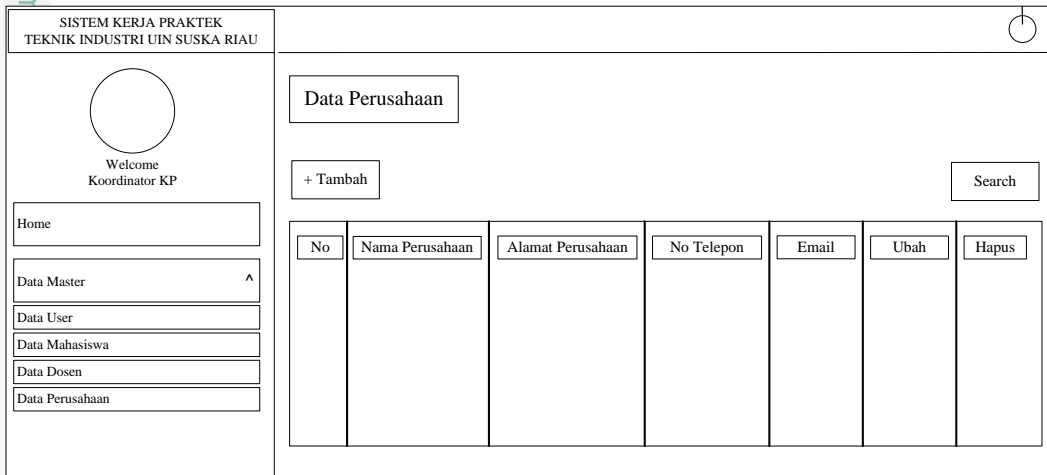 SISTEM KERJA PRAKTEK
TEKNIK INDUSTRI UIN SUSKA RIAU
Welcome
Koordinator KP
Home
Data Master ^
Data User
Data Mahasiswa
Data Dosen
Data Perusahaan
Data Perusahaan
+ Tambah
Search
No Nama Perusahaan Alamat Perusahaan No Telepon Email Ubah Hapus